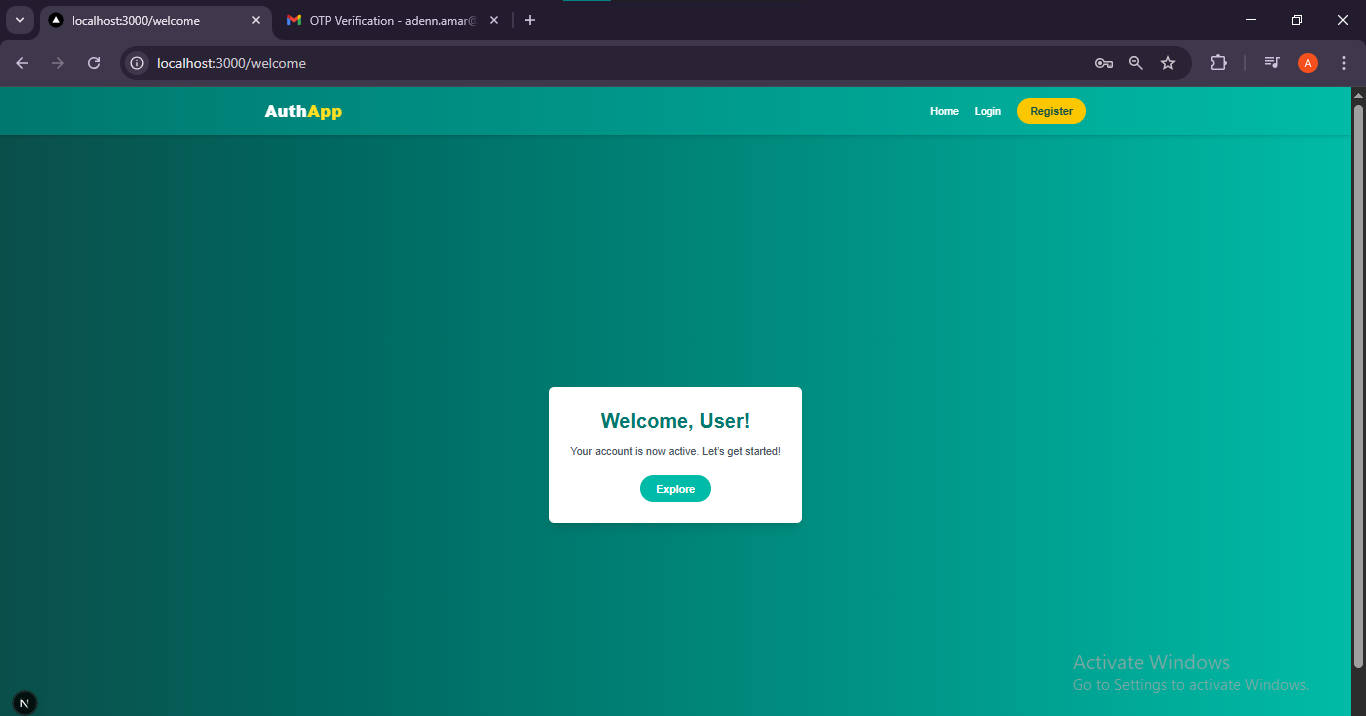 localhost:3000/welcome
OTP Verification - adenn.amar@
localhost:3000/welcome
A
AuthApp
Home
Login
Register
Welcome, User!
Your account is now active. Let's get started!
Explore
Activate Windows
Go to Settings to activate Windows.
N